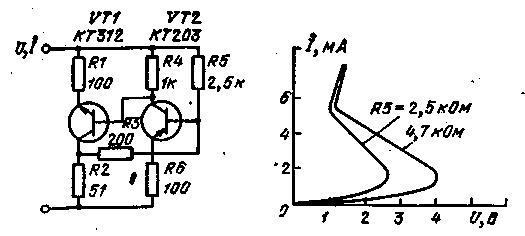 VT1 VT2
КТ312 КТ203
U, I
R1
100
R4
1к
R5
2,5к
R3
200
R2
51
R6
100
I, мА
6
4
2
0
R5 = 2,5 кОм
4,7 кОм
1 2 3 4 U, В